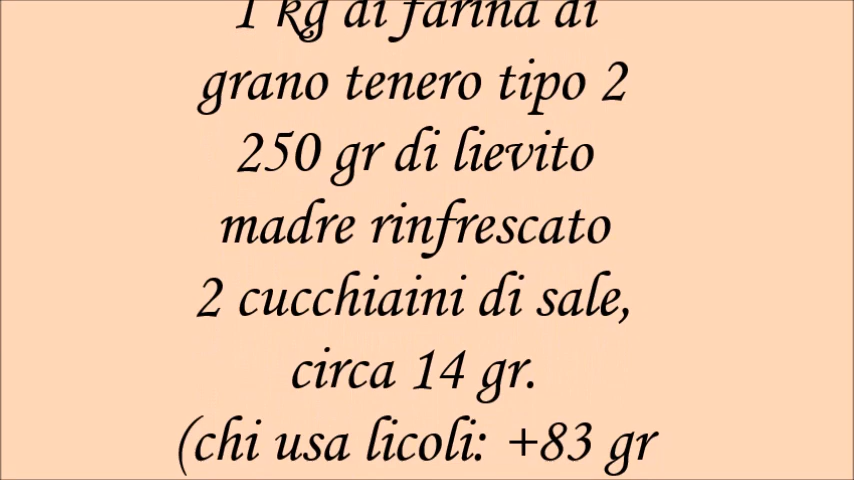 1 kg di farina di
grano tenero tipo 2
250 gr di lievito
madre rinfrescato
2 cucchiaini di sale,
circa 14 gr.
(chi usa licoli: +83 gr